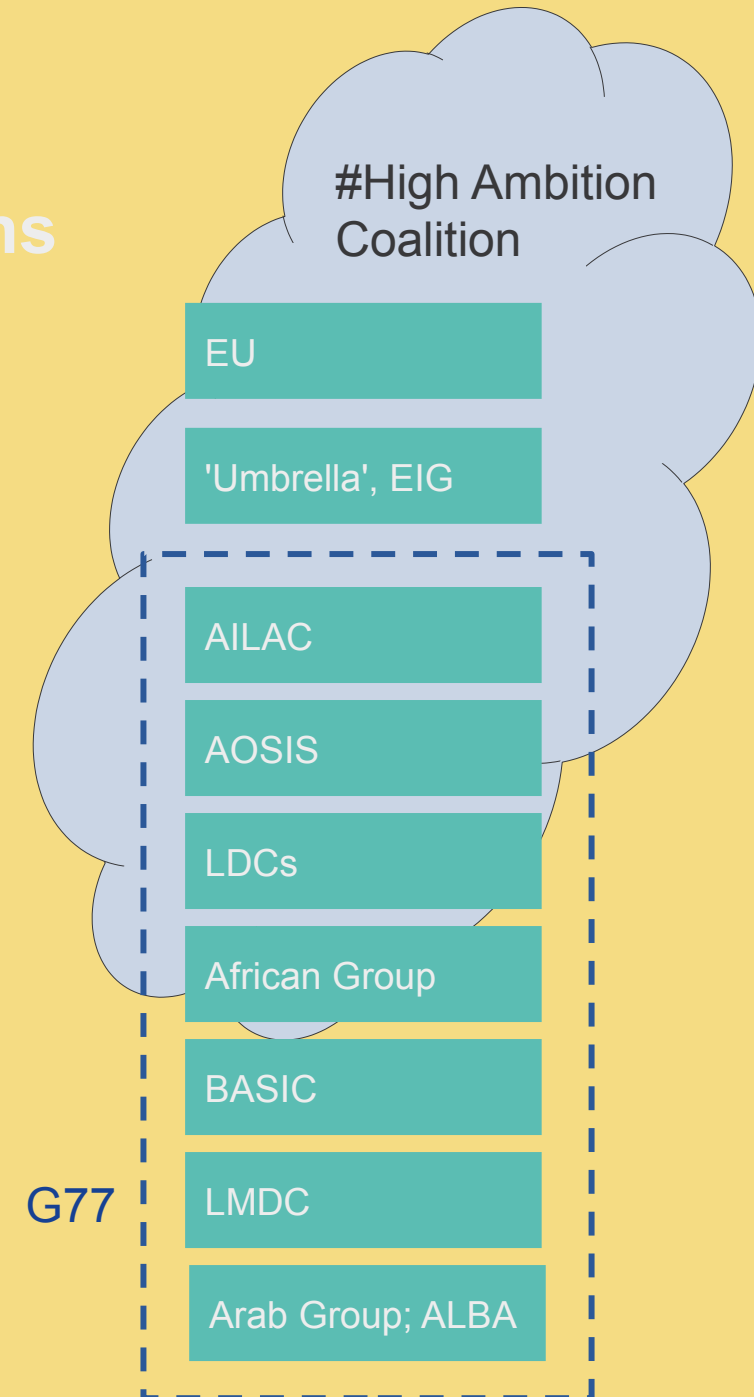 #High Ambition
Coalition
EU
'Umbrella', EIG
AILAC
AOSIS
LDCs
African Group
BASIC
G77
LMDC
Arab Group; ALBA